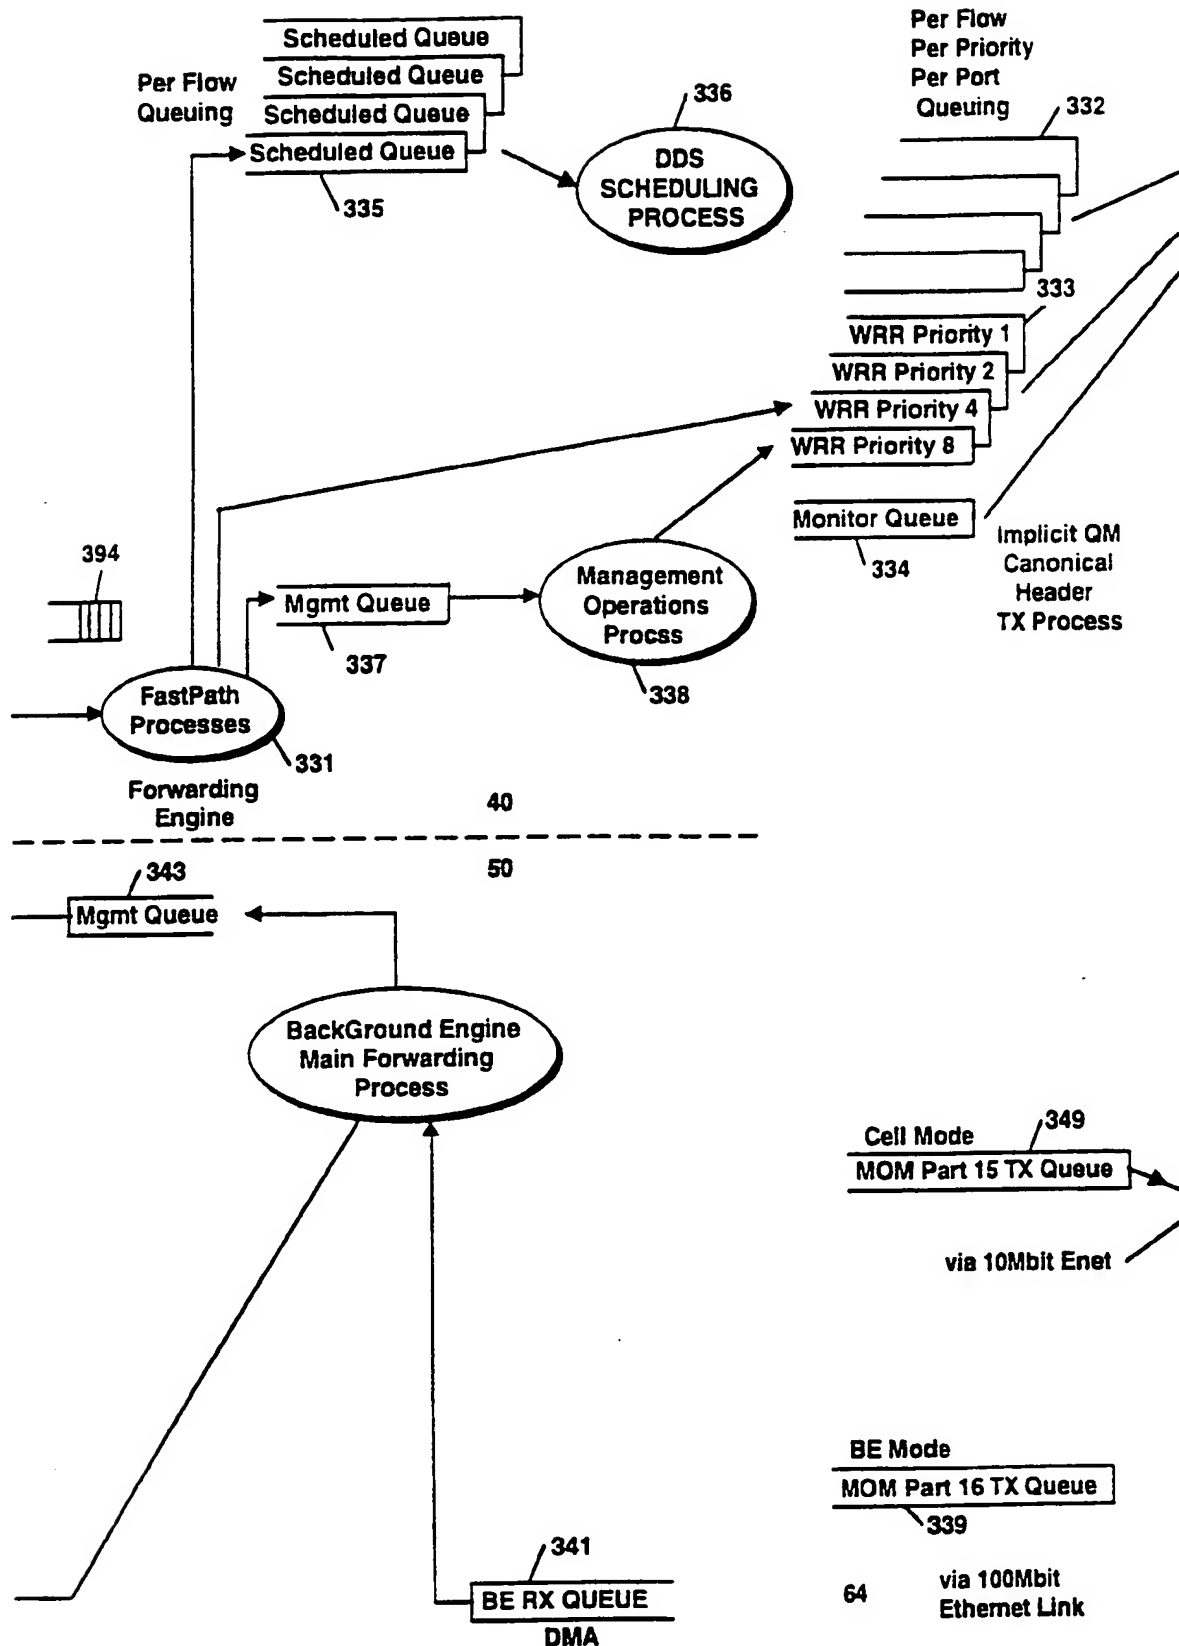 Scheduled Queue
Scheduled Queue
Scheduled Queue
Scheduled Queue
Per Flow
Queuing
335
336
DDS
SCHEDULING
PROCESS
Per Flow
Per Priority
Per Port
Queuing
332
333
WRR Priority 1
WRR Priority 2
WRR Priority 4
WRR Priority 8
Monitor Queue
334
Implicit QM
Canonical
Header
TX Process
394
Mgmt Queue
337
Management
Operations
Procss
338
FastPath
Processes
331
Forwarding
Engine
40
50
343
Mgmt Queue
BackGround Engine
Main Forwarding
Process
Cell Mode
349
MOM Part 15 TX Queue
via 10Mbit Enet
BE Mode
MOM Part 16 TX Queue
339
341
BE RX QUEUE
DMA
64
via 100Mbit
Ethernet Link